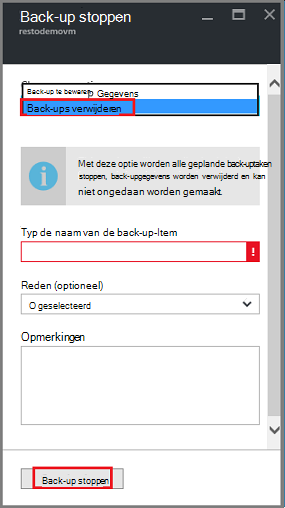 Back-up stoppen
restodemovm
Back-up te bewaren Gegevens
Back-ups verwijderen
Met deze optie worden alle geplande back-uptaken
stoppen, back-upgegevens worden verwijderd en kan
niet ongedaan worden gemaakt.
Typ de naam van de back-up-Item
!
Reden (optioneel)
0 geselecteerd
Opmerkingen
Back-up stoppen